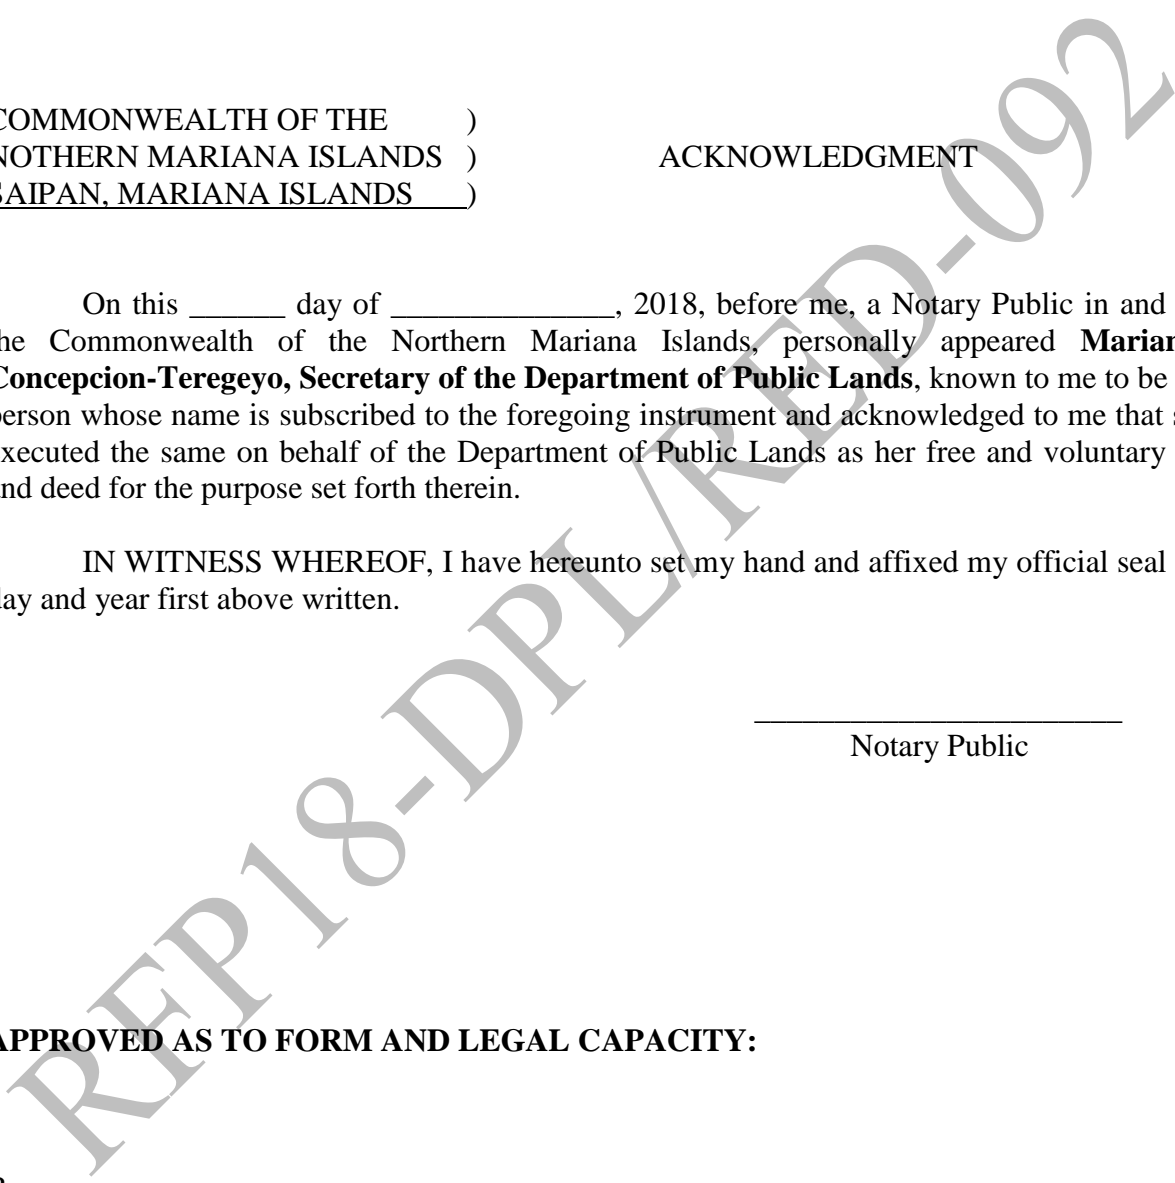 COMMONWEALTH OF THE )
NOTHERN MARIANA ISLANDS ) ACKNOWLEDGMENT
SAIPAN, MARIANA ISLANDS )
On this ______ day of ______________, 2018, before me, a Notary Public in and
the Commonwealth of the Northern Mariana Islands, personally appeared Marian
Concepcion-Teregeyo, Secretary of the Department of Public Lands, known to me to be
person whose name is subscribed to the foregoing instrument and acknowledged to me that s
executed the same on behalf of the Department of Public Lands as her free and voluntary
and deed for the purpose set forth therein.
IN WITNESS WHEREOF, I have hereunto set my hand and affixed my official seal
day and year first above written.
_______________________
Notary Public
APPROVED AS TO FORM AND LEGAL CAPACITY:
RFP18-DPL/RED-092